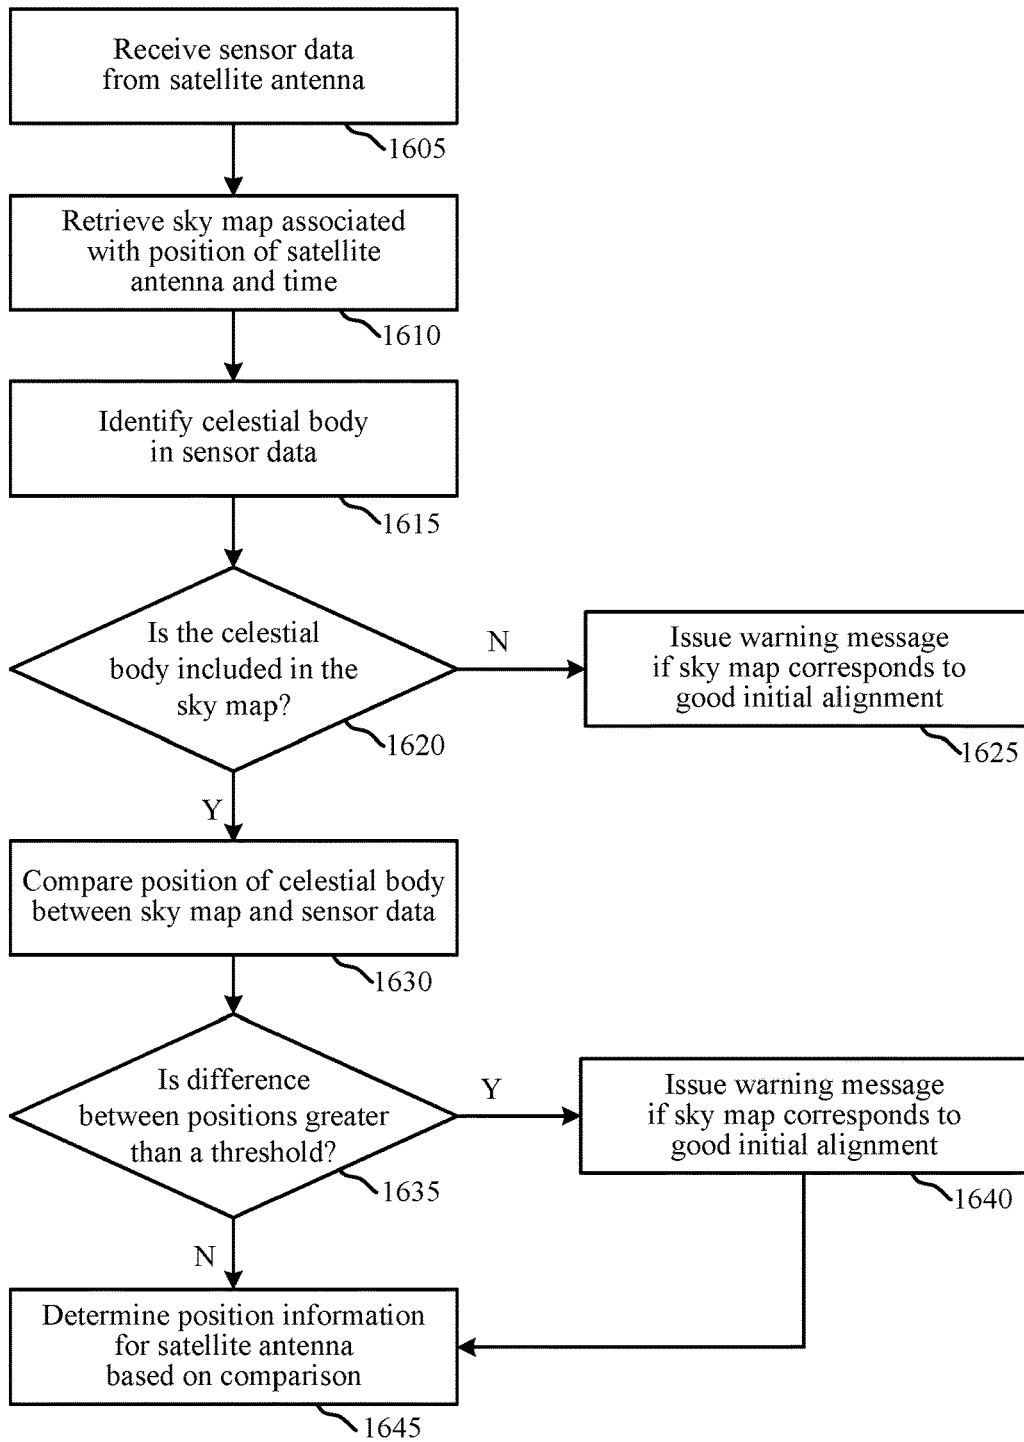 Receive sensor data
from satellite antenna
1605
Retrieve sky map associated
with position of satellite
antenna and time
1610
Identify celestial body
in sensor data
1615
Is the celestial
body included in the
sky map?
1620
N
Issue warning message
if sky map corresponds to
good initial alignment
1625
Y
Compare position of celestial body
between sky map and sensor data
1630
Is difference
between positions greater
than a threshold?
1635
Y
Issue warning message
if sky map corresponds to
good initial alignment
1640
N
Determine position information
for satellite antenna
based on comparison
1645